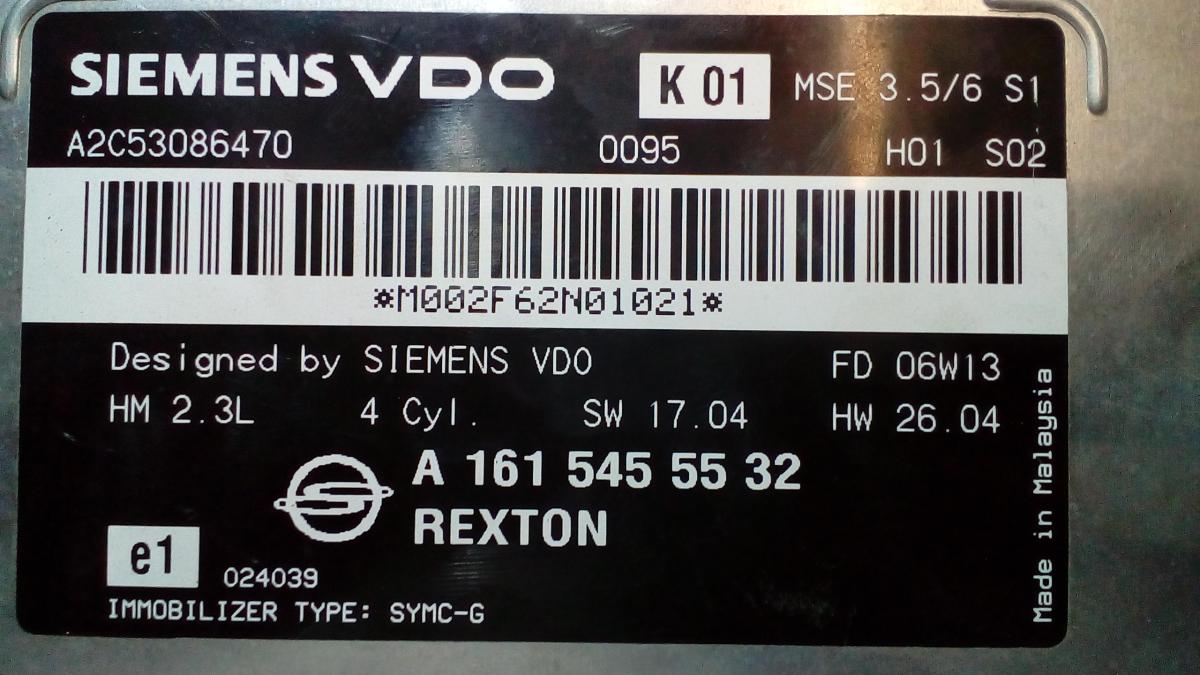 SIEMENS VDO K 01 MSE 3.5/6 S1
A2C53086470 0095 H01 S02
*M002F62N01021*
Designed by SIEMENS VDO FD 06W13
HM 2.3L 4 Cyl. SW 17.04 HW 26.04
A 161 545 55 32
REXTON
e1 024039
IMMOBILIZER TYPE: SYMC-G
Made in Malaysia